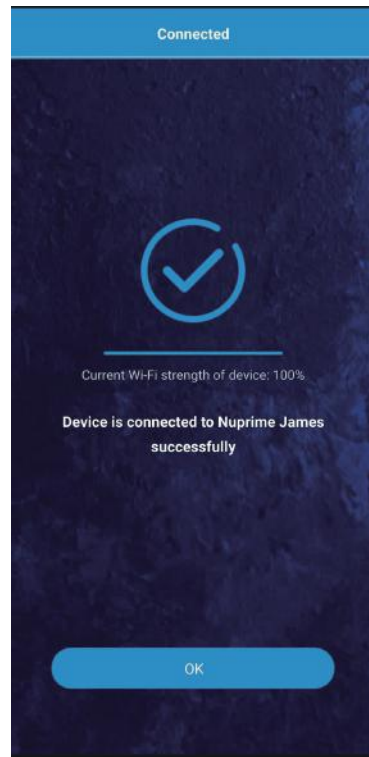 Connected
Current Wi-Fi strength of device: 100%
Device is connected to Nuprime James
successfully
OK